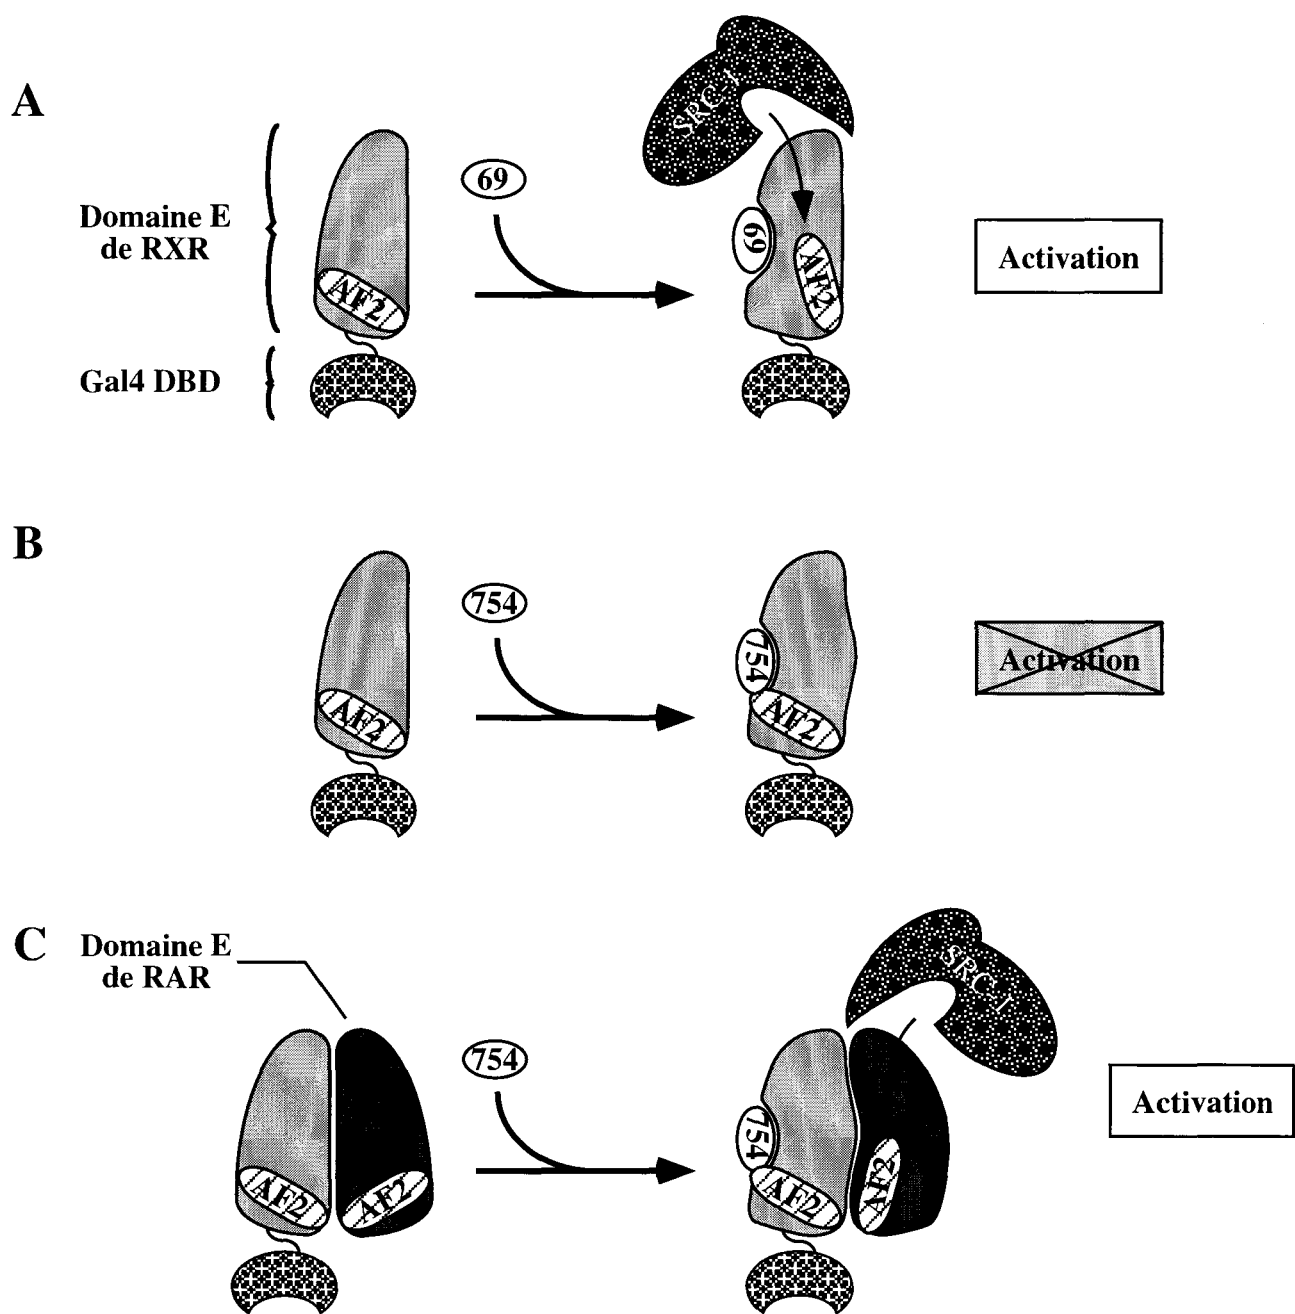 A
SRC-1
69
Domaine E
de RXR
69
AF2
AF2
Activation
Gal4 DBD
B
754
754
Activation
AF2
AF2
C
Domaine E
de RAR
SRC-1
754
Activation
754
AF2
AF2
AF2
AF2